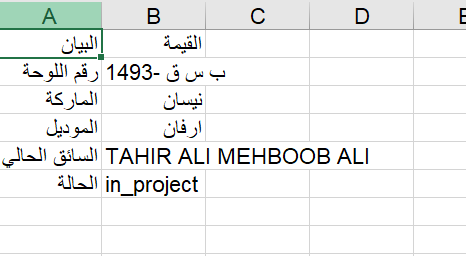 A B C D E
البيان القيمة
رقم اللوحة ب س ق -1493
الماركة نيسان
الموديل ارفان
السائق الحالي TAHIR ALI MEHBOOB ALI
الحالة in_project